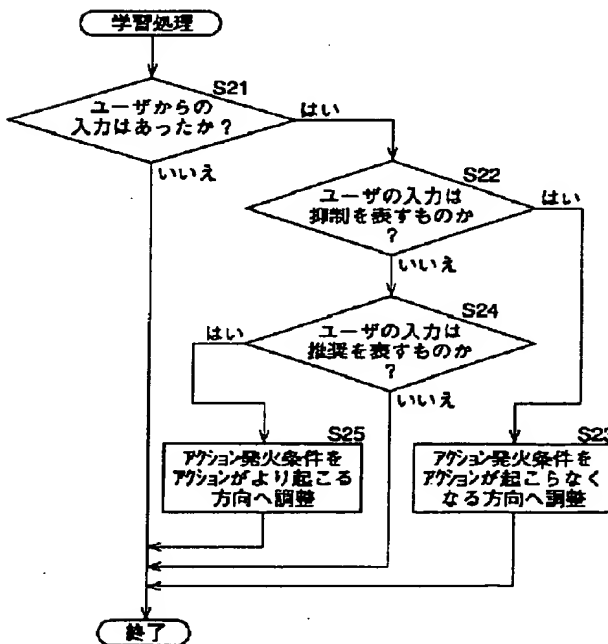 学習処理
S21
ユーザからの
入力はあったか？
はい
いいえ
S22
ユーザの入力は
抑制を表すものか
？
はい
いいえ
S24
ユーザの入力は
推奨を表すものか
？
はい
いいえ
S25
アクション発火条件を
アクションがより起こる
方向へ調整
S23
アクション発火条件を
アクションが起こらなく
なる方向へ調整
終了